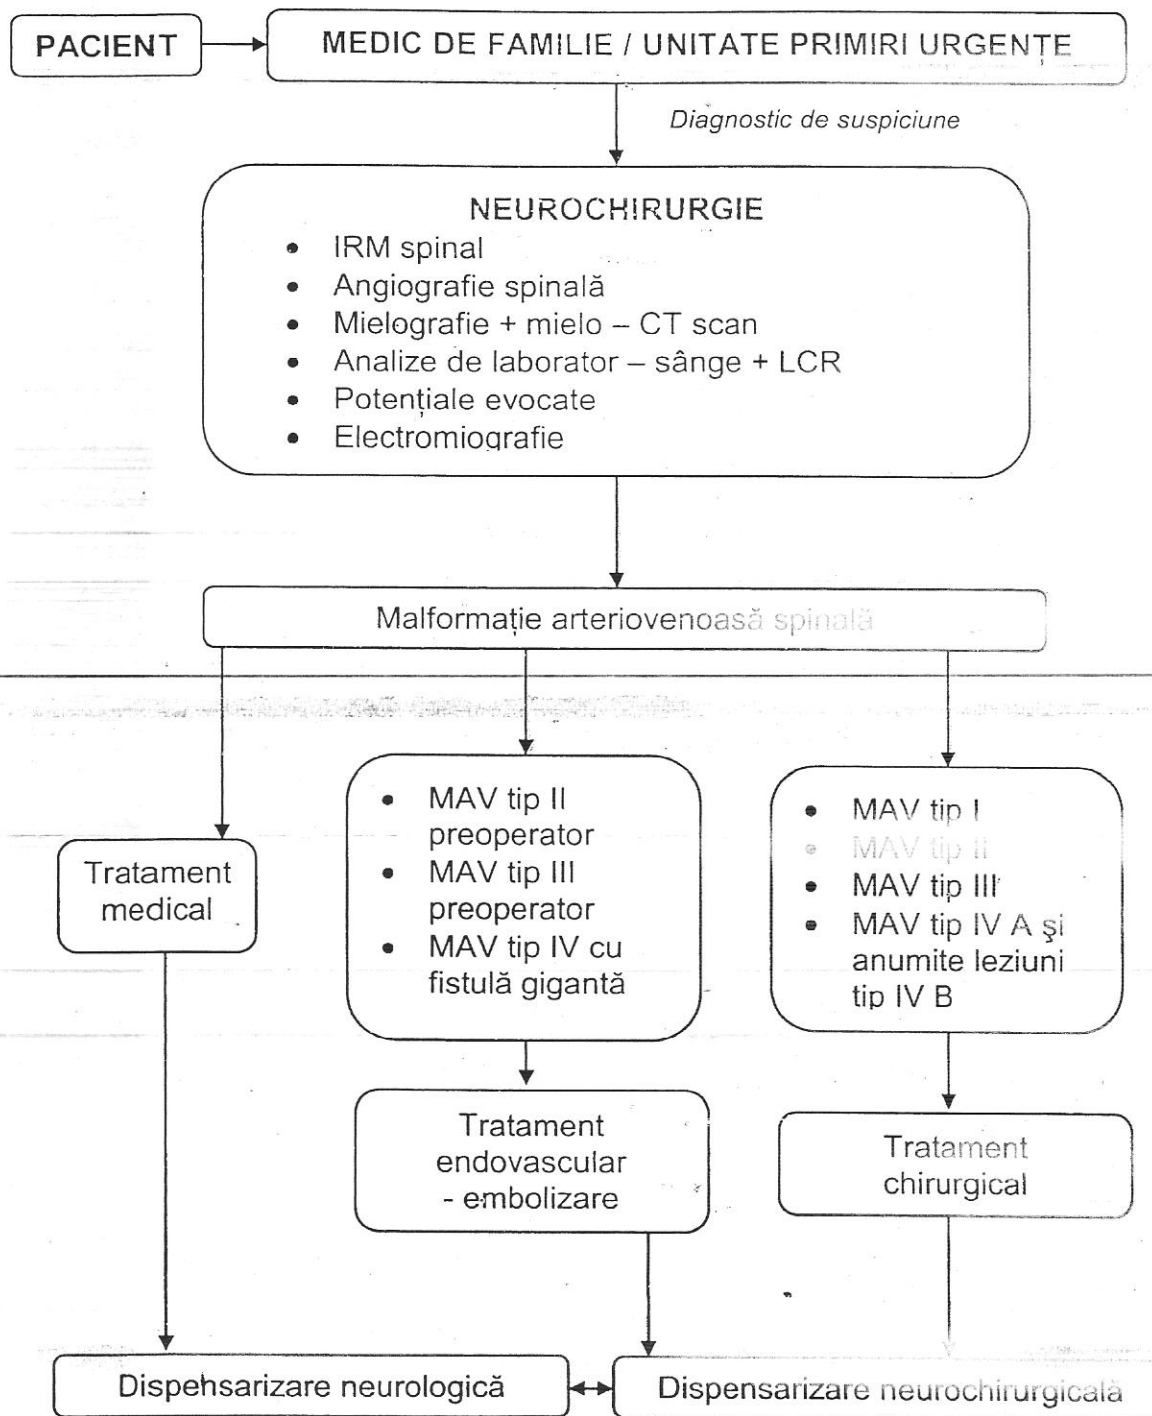 PACIENT
MEDIC DE FAMILIE / UNITATE PRIMIRI URGENȚE
Diagnostic de suspiciune
NEUROCHIRURGIE
• IRM spinal
• Angiografie spinală
• Mielografie + mielo – CT scan
• Analize de laborator – sânge + LCR
• Potențiale evocate
• Electromiografie
Malformație arteriovenoasă spinală
Tratament
medical
• MAV tip II
preoperator
• MAV tip III
preoperator
• MAV tip IV cu
fistulă gigantă
• MAV tip I
• MAV tip II
• MAV tip III
• MAV tip IV A și
anumite leziuni
tip IV B
Tratament
endovascular
- embolizare
Tratament
chirurgical
Dispensarizare neurologică
Dispensarizare neurochirurgicală